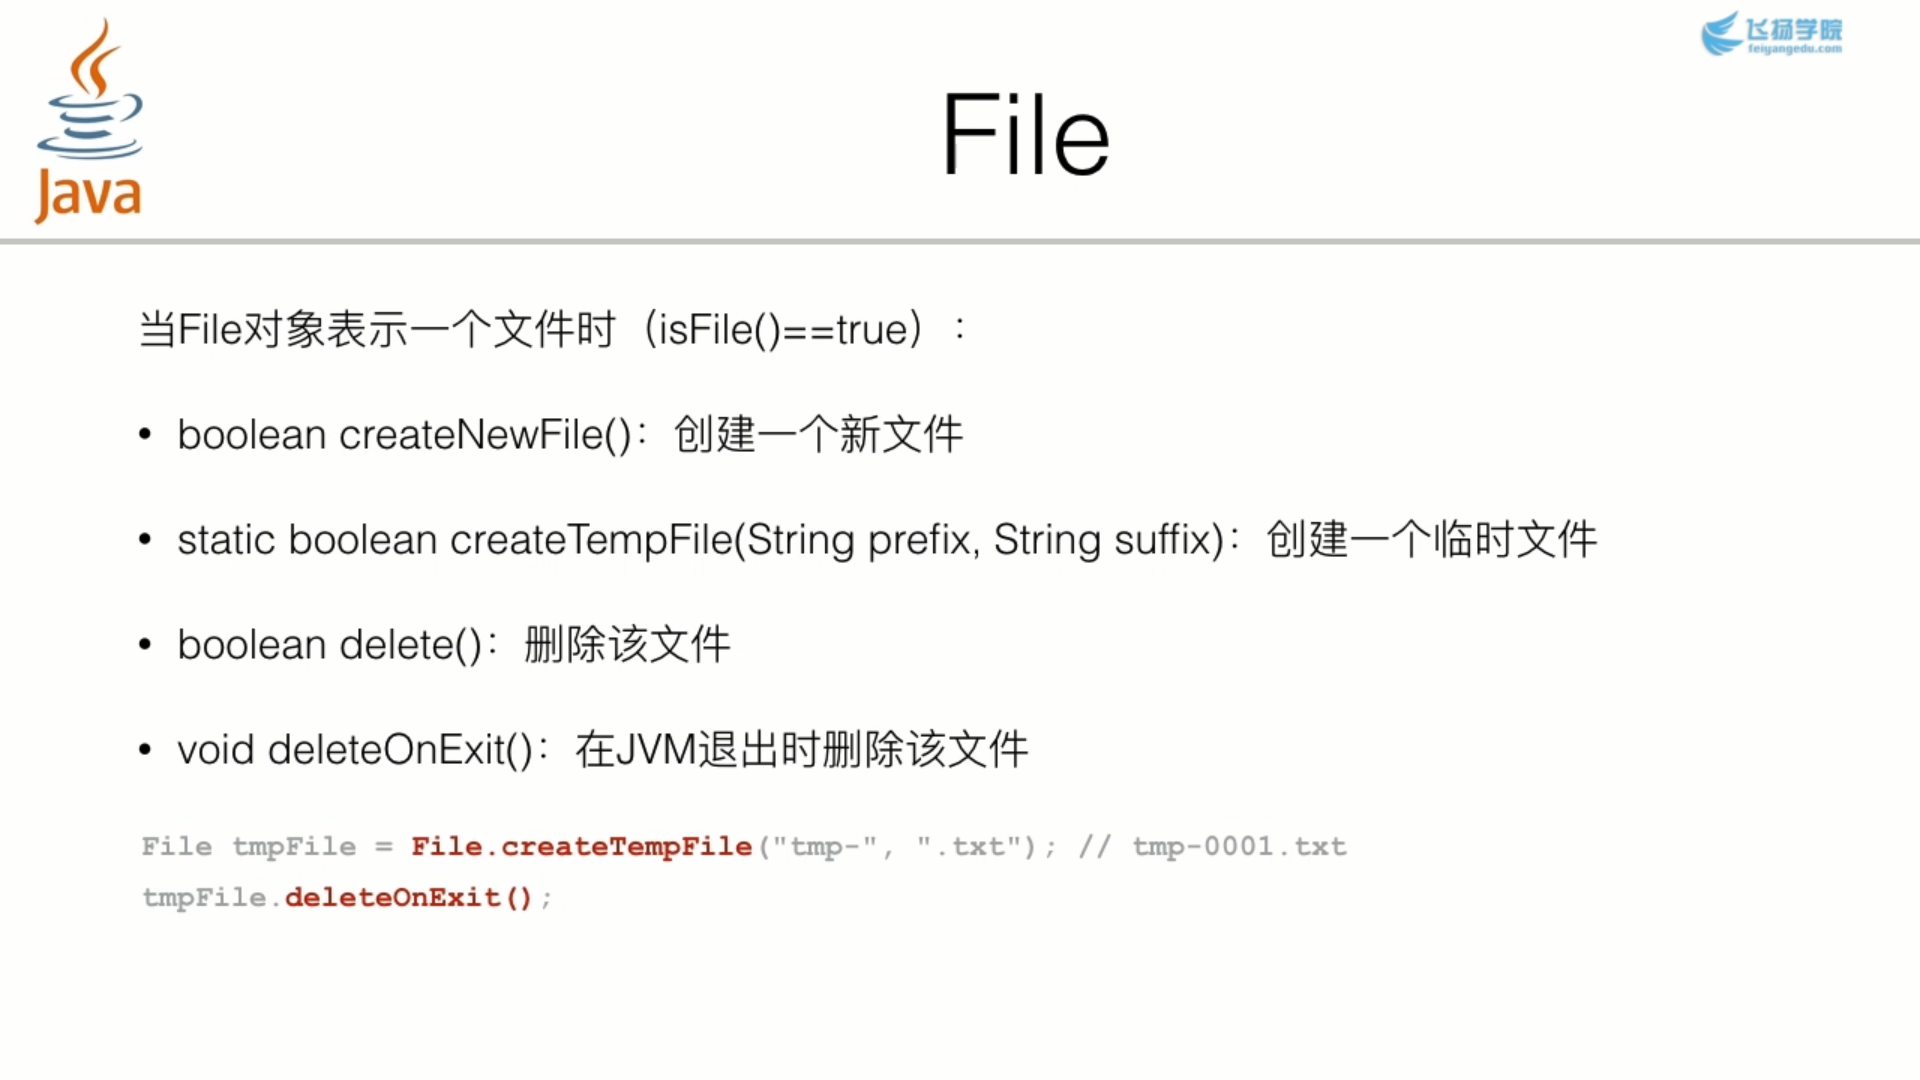 Java
飞扬学院
feiyangedu.com
File
当File对象表示一个文件时（isFile()==true）：
• boolean createNewFile()：创建一个新文件
• static boolean createTempFile(String prefix, String suffix)：创建一个临时文件
• boolean delete()：删除该文件
• void deleteOnExit()：在JVM退出时删除该文件
File tmpFile = File.createTempFile("tmp-", ".txt"); // tmp-0001.txt
tmpFile.deleteOnExit();